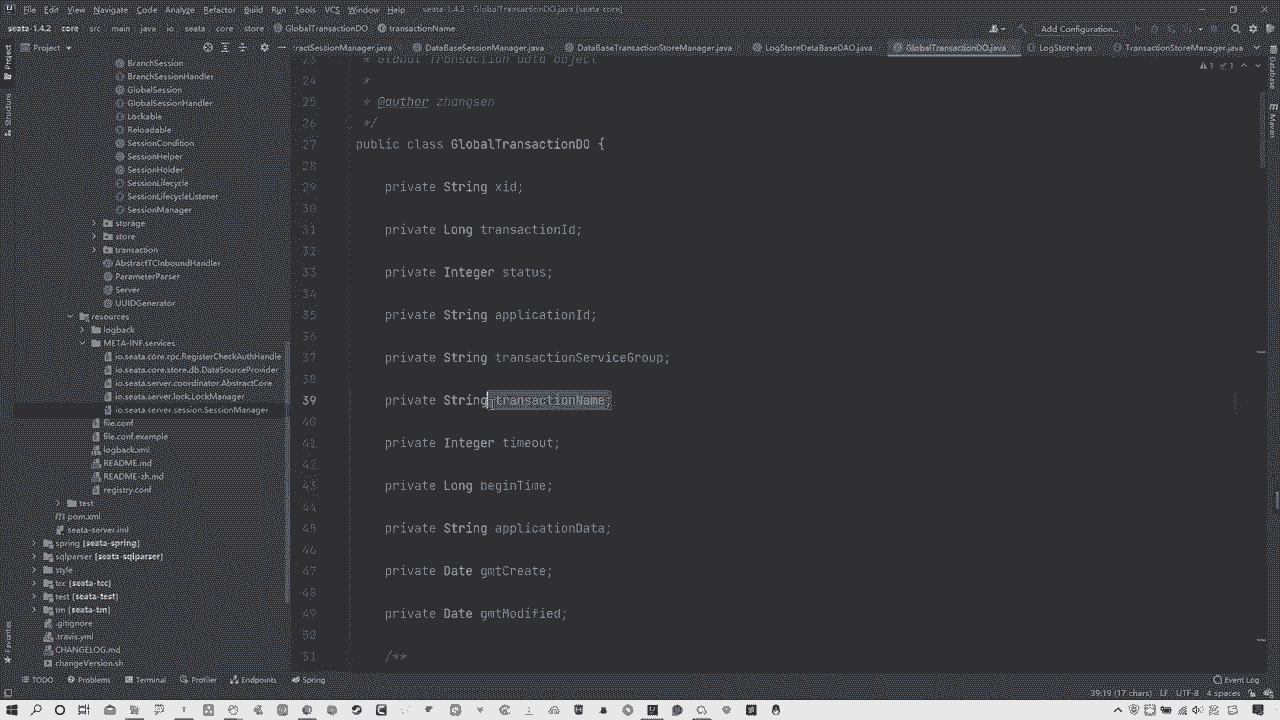 File Edit View Navigate Code Analyze Refactor Build Run Tools VCS Window Help seata-1.4.2 - GlobalTransactionDO.java [seata-core]
seata-1.4.2 core src main java io seata core store GlobalTransactionDO transactionName
Add Configuration...
Project
ractSessionManager.java DataBaseSessionManager.java DataBaseTransactionStoreManager.java LogStoreDataBaseDAO.java GlobalTransactionDO.java LogStore.java TransactionStoreManager.java
Project
Structure
Favorites
Database
Maven
BranchSession
BranchSessionHandler
GlobalSession
GlobalSessionHandler
Lockable
Reloadable
SessionCondition
SessionHelper
SessionHolder
SessionLifecycle
SessionLifecycleListener
SessionManager
storage
store
transaction
AbstractTCInboundHandler
ParameterParser
Server
UUIDGenerator
resources
logback
META-INF.services
io.seata.core.rpc.RegisterCheckAuthHandle
io.seata.core.store.db.DataSourceProvider
io.seata.server.coordinator.AbstractCore
io.seata.server.lock.LockManager
io.seata.server.session.SessionManager
file.conf
file.conf.example
logback.xml
README.md
README-zh.md
registry.conf
test
pom.xml
seata-server.iml
spring [seata-spring]
sqlparser [seata-sqlparser]
style
tcc [seata-tcc]
test [seata-test]
tm [seata-tm]
.gitignore
.travis.yml
CHANGELOG.md
changeVersion.sh
1 1
23 * Global Transaction data object
24 *
25 * @author zhangsen
26 */
27 public class GlobalTransactionDO {
28
29 private String xid;
30
31 private Long transactionId;
32
33 private Integer status;
34
35 private String applicationId;
36
37 private String transactionServiceGroup;
38
39 private String transactionName;
40
41 private Integer timeout;
42
43 private Long beginTime;
44
45 private String applicationData;
46
47 private Date gmtCreate;
48
49 private Date gmtModified;
50
51 /**
TODO Problems Terminal Profiler Endpoints Spring Event Log
39:19 (17 chars) LF UTF-8 4 spaces